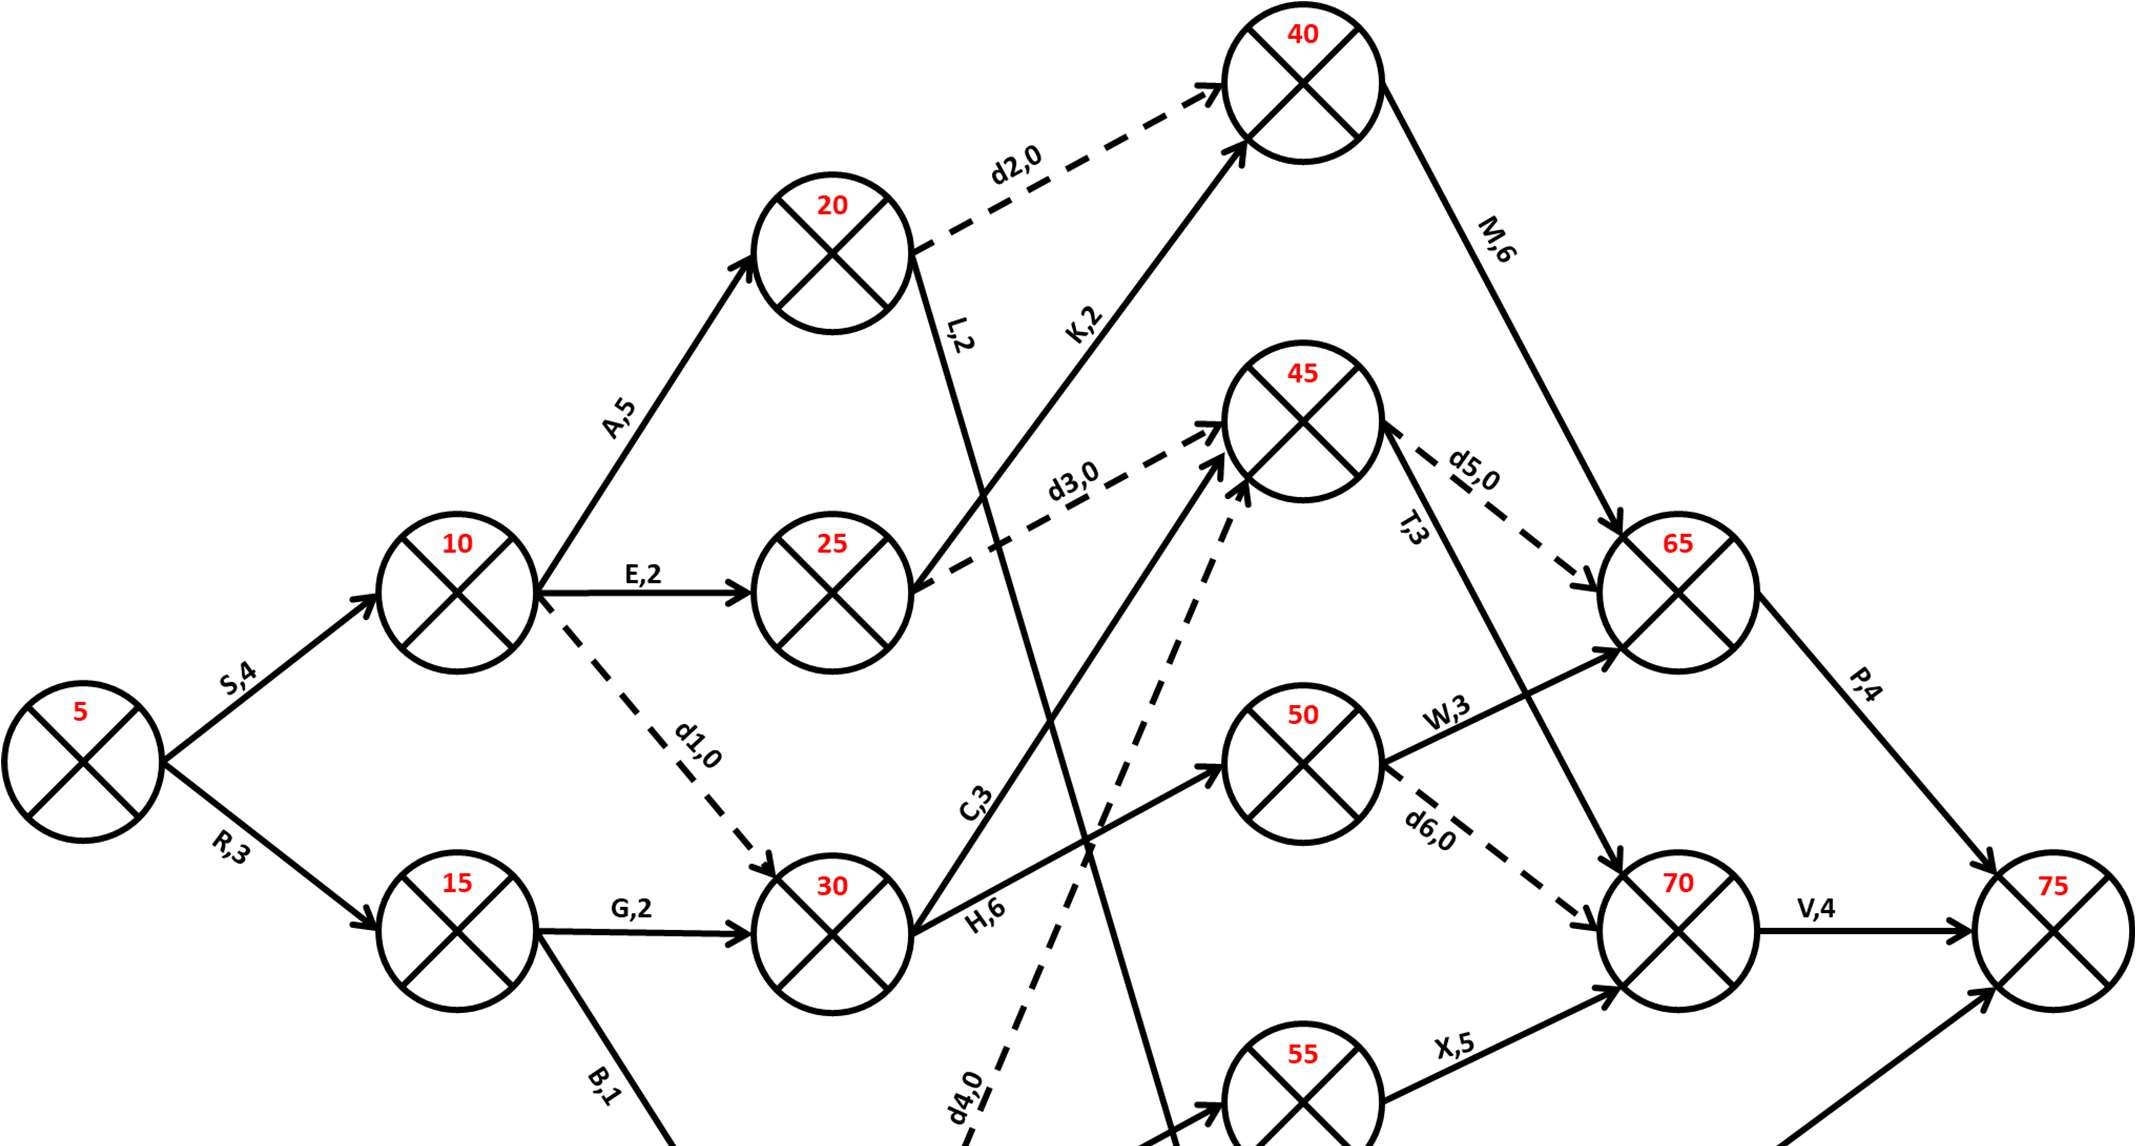 40
20
d2,0
M,6
K,2
L,2
45
A,5
d3,0
d5,0
T,3
10
25
65
E,2
S,4
P,4
5
d1,0
50
W,3
C,3
d6,0
R,3
15
G,2
30
H,6
70
V,4
75
55
X,5
B,1
d4,0